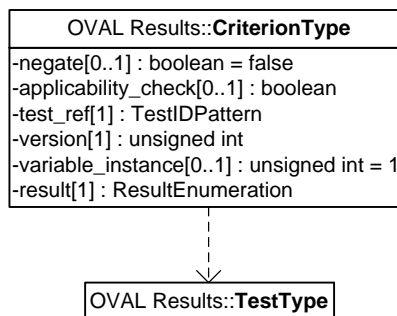 OVAL Results::CriterionType
-negate[0..1] : boolean = false
-applicability_check[0..1] : boolean
-test_ref[1] : TestIDPattern
-version[1] : unsigned int
-variable_instance[0..1] : unsigned int = 1
-result[1] : ResultEnumeration
OVAL Results::TestType